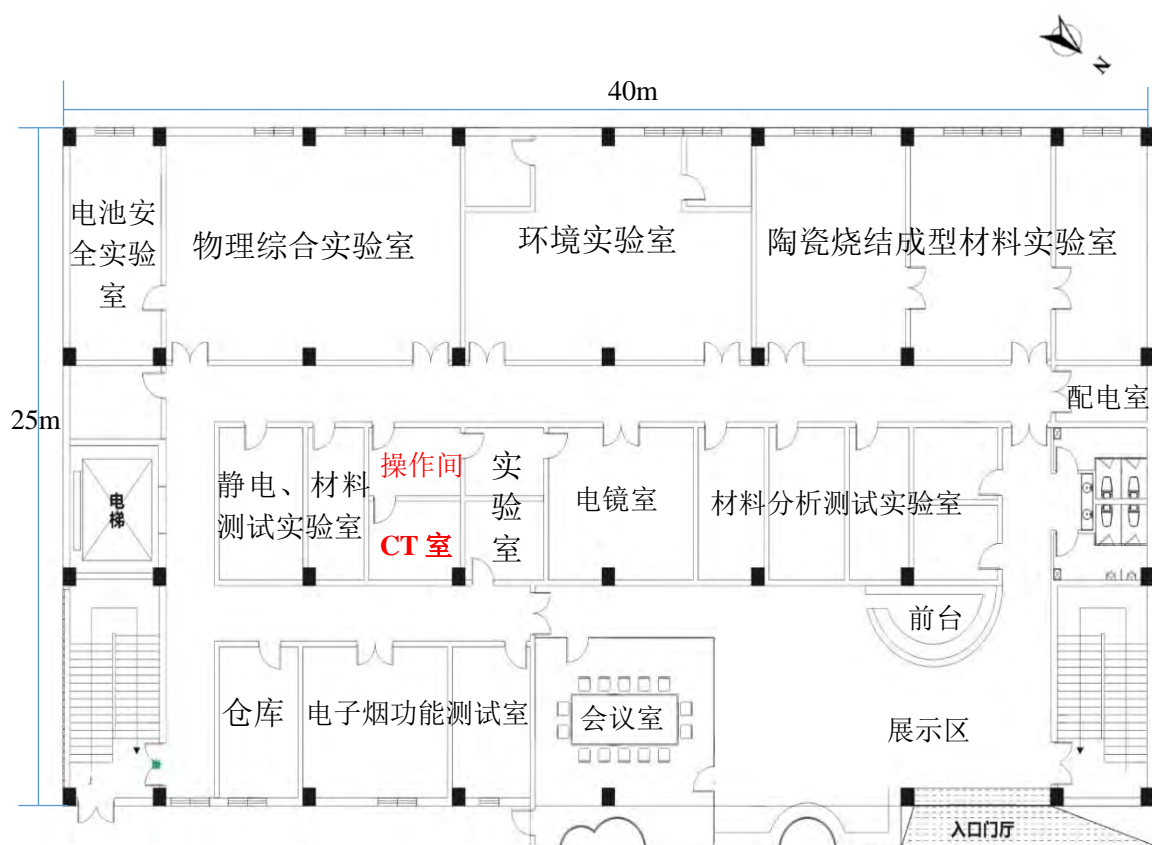 N
40m
25m
电池安
全实验
室
物理综合实验室
环境实验室
陶瓷烧结成型材料实验室
配电室
电梯
静电、材料
测试实验室
操作间
CT 室
实
验
室
电镜室
材料分析测试实验室
前台
仓库
电子烟功能测试室
会议室
展示区
入口门厅